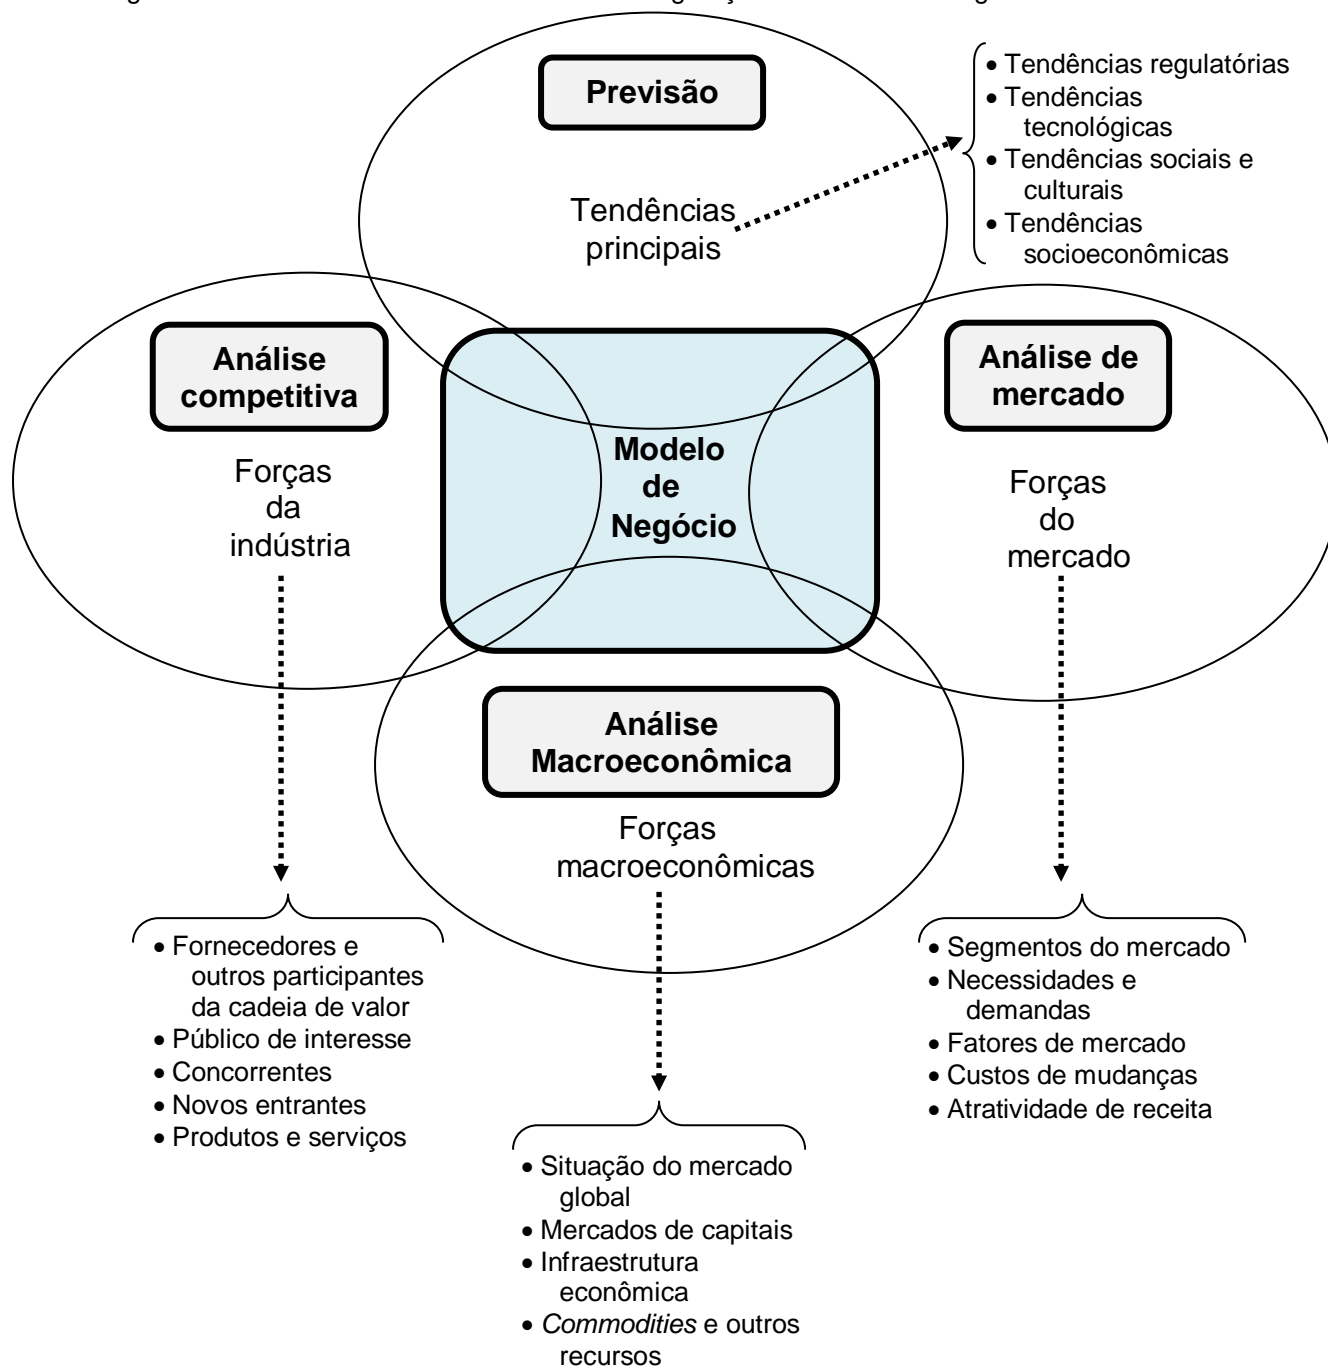 Previsão
Tendências
principais
• Tendências regulatórias
• Tendências
tecnológicas
• Tendências sociais e
culturais
• Tendências
socioeconômicas
Análise
competitiva
Forças
da
indústria
Modelo
de
Negócio
Análise de
mercado
Forças
do
mercado
Análise
Macroeconômica
Forças
macroeconômicas
• Fornecedores e
outros participantes
da cadeia de valor
• Público de interesse
• Concorrentes
• Novos entrantes
• Produtos e serviços
• Situação do mercado
global
• Mercados de capitais
• Infraestrutura
econômica
• Commodities e outros
recursos
• Segmentos do mercado
• Necessidades e
demandas
• Fatores de mercado
• Custos de mudanças
• Atratividade de receita